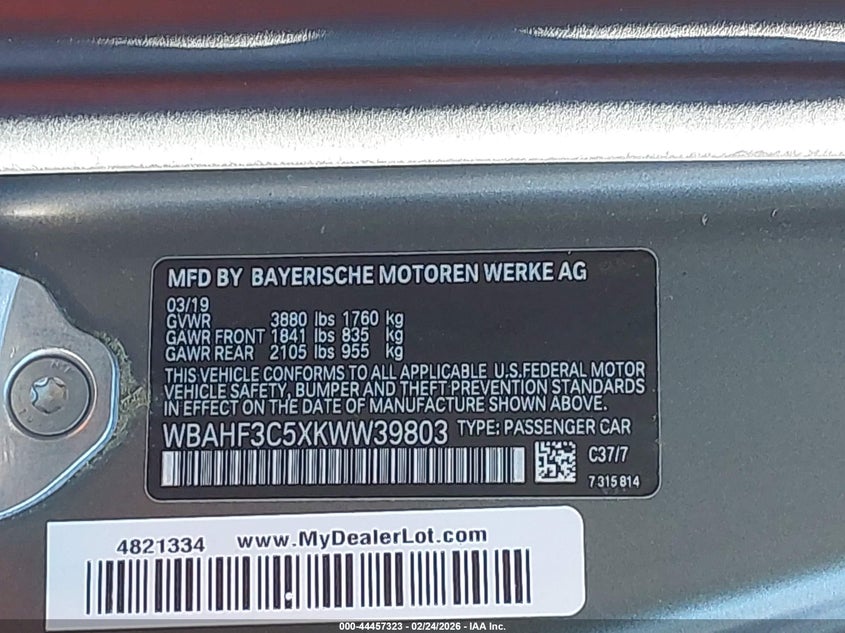 MFD BY BAYERISCHE MOTOREN WERKE AG
03/19
GVWR 3880 lbs 1760 kg
GAWR FRONT 1841 lbs 835 kg
GAWR REAR 2105 lbs 955 kg
THIS VEHICLE CONFORMS TO ALL APPLICABLE U.S.FEDERAL MOTOR
VEHICLE SAFETY, BUMPER AND THEFT PREVENTION STANDARDS
IN EFFECT ON THE DATE OF MANUFACTURE SHOWN ABOVE.
WBAHF3C5XKWW39803 TYPE: PASSENGER CAR
C37/7
7 315 814
4821334 www.MyDealerLot.com
000-44457323 - 02/24/2026 - IAA Inc.